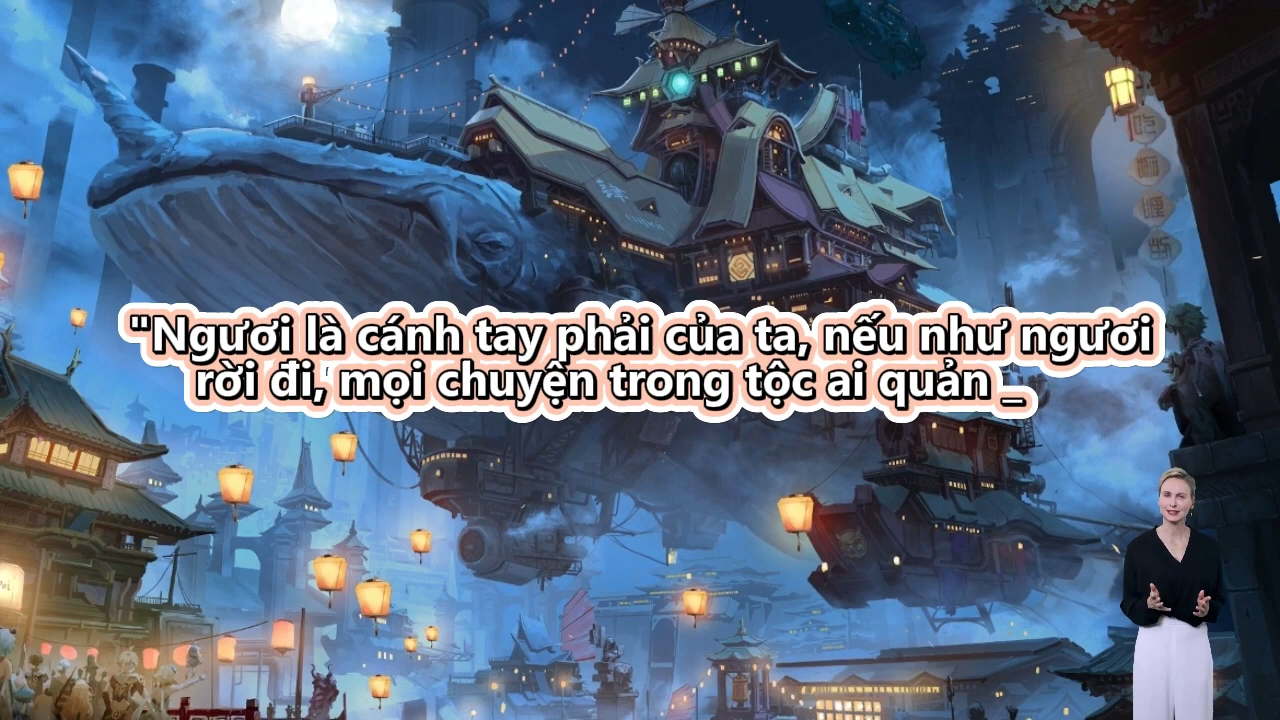 "Ngươi là cánh tay phải của ta, nếu như ngươi
rời đi, mọi chuyện trong tộc ai quản _